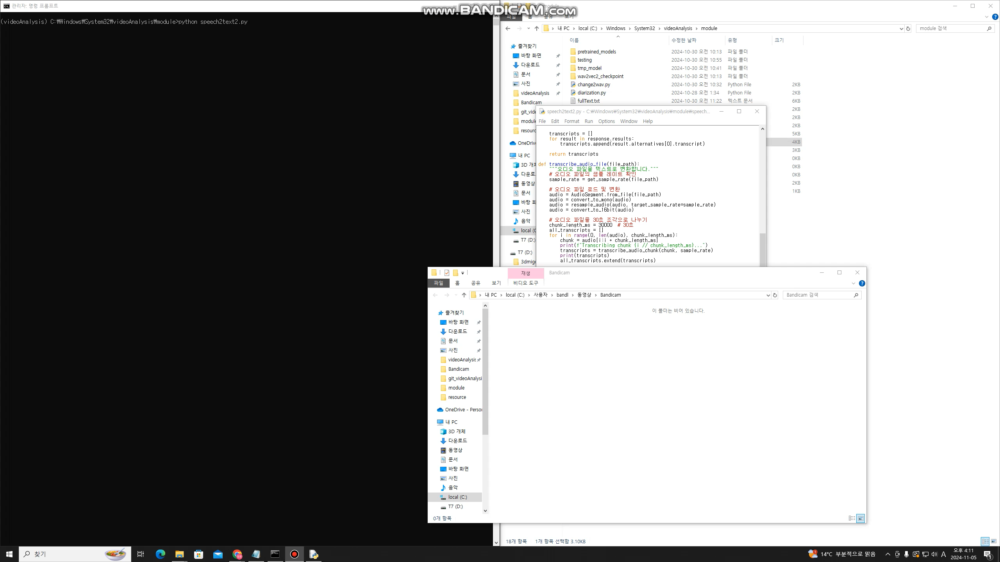 관리자: 명령 프롬프트
www.BANDICAM.com
(videoAnalysis) C:\Windows\System32\videoAnalysis\module>python speech2text2.py
module
파일 홈 공유 보기
내 PC › local (C:) › Windows › System32 › videoAnalysis › module
module 검색
이름 수정한 날짜 유형 크기
pretrained_models 2024-10-30 오전 10:13 파일 폴더
testing 2024-10-30 오전 10:55 파일 폴더
tmp_model 2024-10-30 오전 10:41 파일 폴더
wav2vec2_checkpoint 2024-10-30 오전 10:13 파일 폴더
change2wav.py 2024-10-30 오전 10:32 Python File 2KB
diarization.py 2024-10-28 오전 1:34 Python File 2KB
fullText.txt 2024-10-30 오전 11:22 텍스트 문서 6KB
2KB
2KB
2KB
5KB
4KB
3KB
0KB
0KB
0KB
2KB
1KB
즐겨찾기
바탕 화면
다운로드
문서
사진
videoAnalysis
Bandicam
git_vide
module
resourc
OneDrive
내 PC
3D 개체
다운로
동영상
문서
바탕 화
사진
음악
local (C
T7 (D:)
T7 (D:)
3dmigo
18개 항목 1개 항목 선택함 3.10KB
speech2text2.py - C:\Windows\System32\videoAnalysis\module\speech...
File Edit Format Run Options Window Help
transcripts = []
for result in response.results:
transcripts.append(result.alternatives[0].transcript)
return transcripts
def transcribe_audio_file(file_path):
"""오디오 파일을 텍스트로 변환합니다."""
# 오디오 파일의 샘플 레이트 확인
sample_rate = get_sample_rate(file_path)
# 오디오 파일 로드 및 변환
audio = AudioSegment.from_file(file_path)
audio = convert_to_mono(audio)
audio = resample_audio(audio, target_sample_rate=sample_rate)
audio = convert_to_16bit(audio)
# 오디오 파일을 30초 조각으로 나누기
chunk_length_ms = 30000 # 30초
all_transcripts = []
for i in range(0, len(audio), chunk_length_ms):
chunk = audio[i:i + chunk_length_ms]
print(f"Transcribing chunk {i // chunk_length_ms}...")
transcripts = transcribe_audio_chunk(chunk, sample_rate)
print(transcripts)
all_transcripts.extend(transcripts)
재생 Bandicam
파일 홈 공유 보기 비디오 도구
내 PC › local (C:) › 사용자 › bandl › 동영상 › Bandicam
Bandicam 검색
이 폴더는 비어 있습니다.
즐겨찾기
바탕 화면
다운로드
문서
사진
videoAnalysis
Bandicam
git_videoAnalysi
module
resource
OneDrive - Person
내 PC
3D 개체
다운로드
동영상
문서
바탕 화면
사진
음악
local (C:)
T7 (D:)
0개 항목
찾기
14°C 부분적으로 맑음
A
오후 4:11
2024-11-05
1